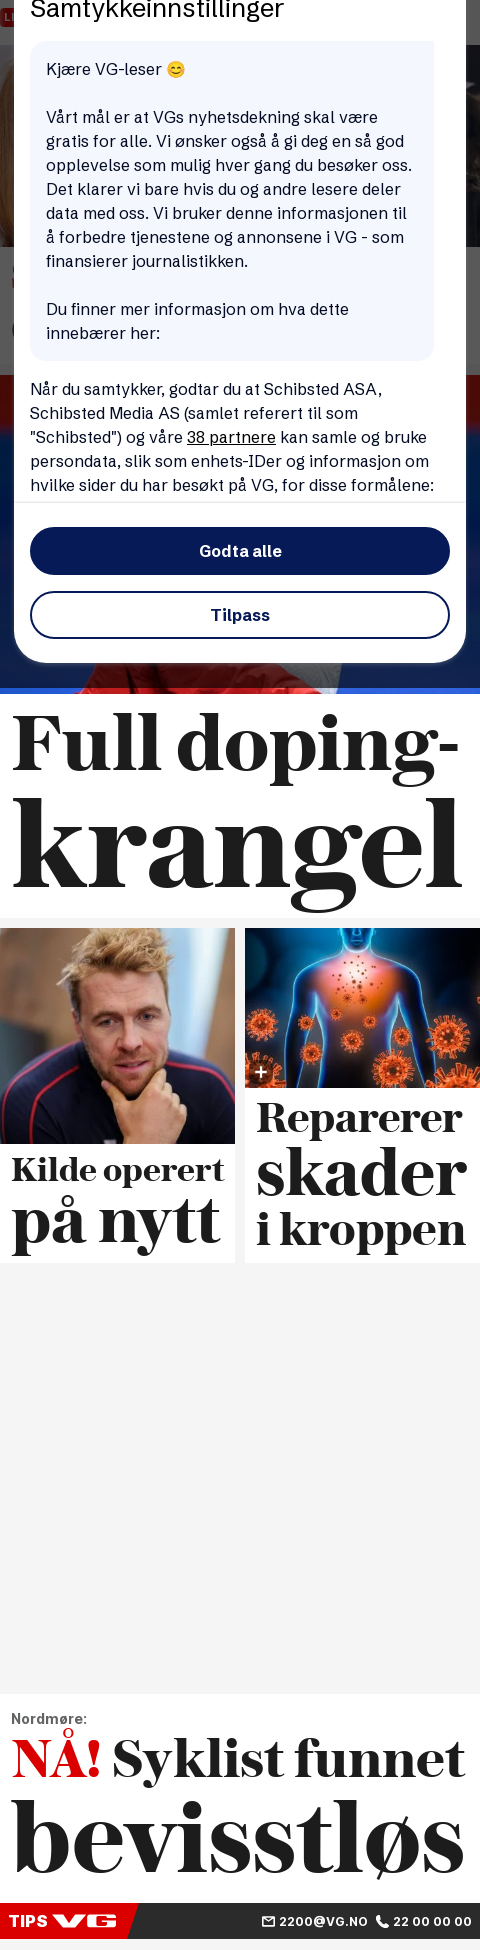 Samtykkeinnstillinger
Kjære VG-leser 😊
Vårt mål er at VGs nyhetsdekning skal være
gratis for alle. Vi ønsker også å gi deg en så god
opplevelse som mulig hver gang du besøker oss.
Det klarer vi bare hvis du og andre lesere deler
data med oss. Vi bruker denne informasjonen til
å forbedre tjenestene og annonsene i VG - som
finansierer journalistikken.
Du finner mer informasjon om hva dette
innebærer her:
Når du samtykker, godtar du at Schibsted ASA,
Schibsted Media AS (samlet referert til som
"Schibsted") og våre 38 partnere kan samle og bruke
persondata, slik som enhets-IDer og informasjon om
hvilke sider du har besøkt på VG, for disse formålene:
Godta alle
Tilpass
Full doping-
krangel
Kilde operert
på nytt
Reparerer
skader
i kroppen
Nordmøre:
NÅ! Syklist funnet
bevisstløs
TIPS VG
2200@VG.NO 22 00 00 00